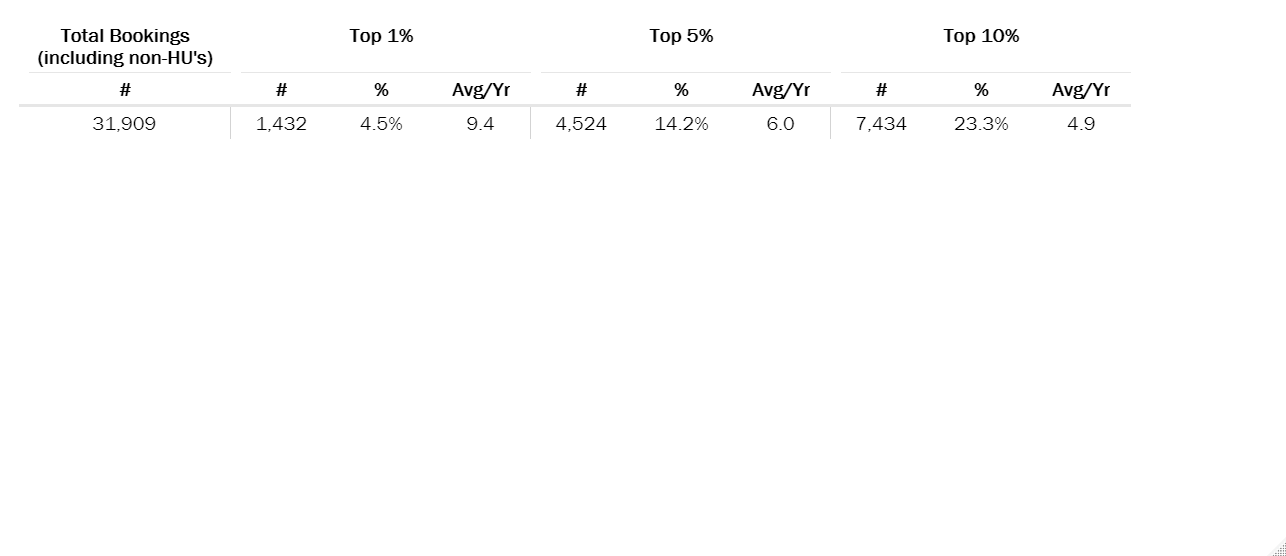 Total Bookings
(including non-HU's)
Top 1%
Top 5%
Top 10%
# # % Avg/Yr # % Avg/Yr # % Avg/Yr
31,909 1,432 4.5% 9.4 4,524 14.2% 6.0 7,434 23.3% 4.9